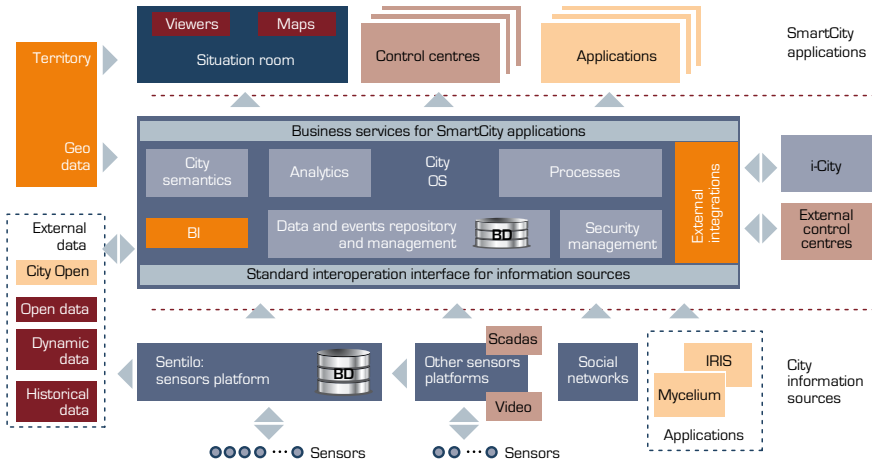 Territory
Geo
data
Viewers
Maps
Situation room
Control centres
Applications
SmartCity
applications
Business services for SmartCity applications
City
semantics
Analytics
City
OS
Processes
BI
Data and events repository
and management
BD
Security
management
External
integrations
Standard interoperation interface for information sources
i-City
External
control
centres
External
data
City Open
Open data
Dynamic
data
Historical
data
Sentilo:
sensors platform
BD
Scadas
Other sensors
platforms
Video
Social
networks
IRIS
Mycelium
Applications
City
information
sources
Sensors
Sensors